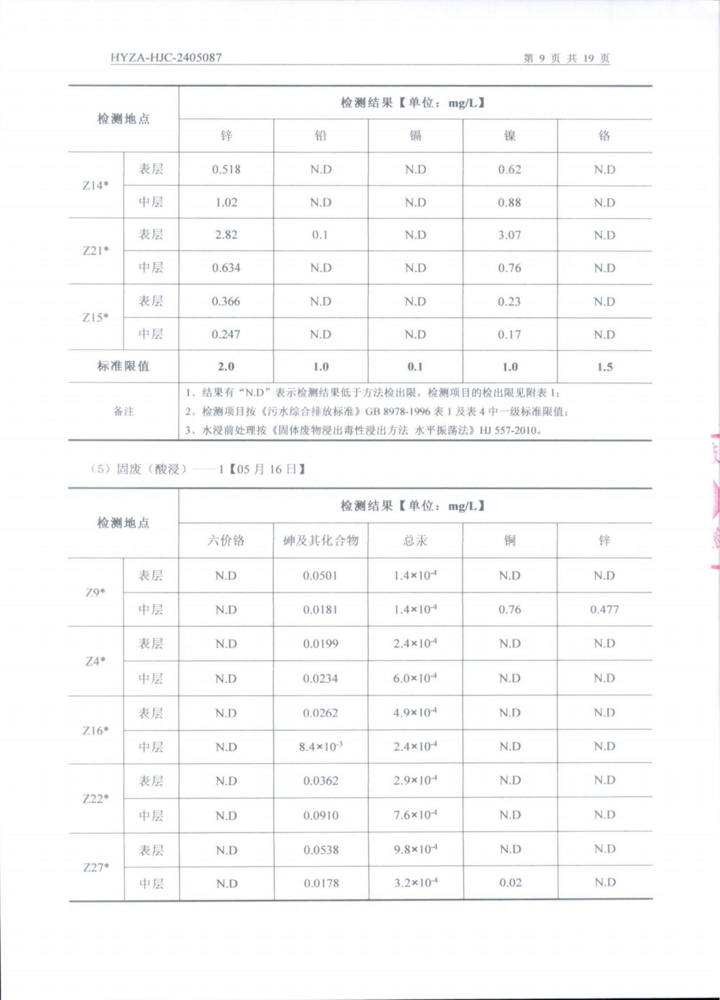 HYZA-HJC-2405087 第 9 页 共 19 页
检测地点 检测结果【单位：mg/L】
锌 铅 镉 镍 铬
Z14* 表层 0.518 N.D N.D 0.62 N.D
中层 1.02 N.D N.D 0.88 N.D
Z21* 表层 2.82 0.1 N.D 3.07 N.D
中层 0.634 N.D N.D 0.76 N.D
Z15* 表层 0.366 N.D N.D 0.23 N.D
中层 0.247 N.D N.D 0.17 N.D
标准限值 2.0 1.0 0.1 1.0 1.5
备注 1、结果有“N.D”表示检测结果低于方法检出限，检测项目的检出限见附表 1；
2、检测项目按《污水综合排放标准》GB 8978-1996 表 1 及表 4 中一级标准限值；
3、水浸前处理按《固体废物浸出毒性浸出方法 水平振荡法》HJ 557-2010。
（5）固废（酸浸）——1【05 月 16 日】
检测地点 检测结果【单位：mg/L】
六价铬 砷及其化合物 总汞 铜 锌
Z9* 表层 N.D 0.0501 1.4×10⁻⁴ N.D N.D
中层 N.D 0.0181 1.4×10⁻⁴ 0.76 0.477
Z4* 表层 N.D 0.0199 2.4×10⁻⁴ N.D N.D
中层 N.D 0.0234 6.0×10⁻⁴ N.D N.D
Z16* 表层 N.D 0.0262 4.9×10⁻⁴ N.D N.D
中层 N.D 8.4×10⁻³ 2.4×10⁻⁴ N.D N.D
Z22* 表层 N.D 0.0362 2.9×10⁻⁴ N.D N.D
中层 N.D 0.0910 7.6×10⁻⁴ N.D N.D
Z27* 表层 N.D 0.0538 9.8×10⁻⁴ N.D N.D
中层 N.D 0.0178 3.2×10⁻⁴ 0.02 N.D